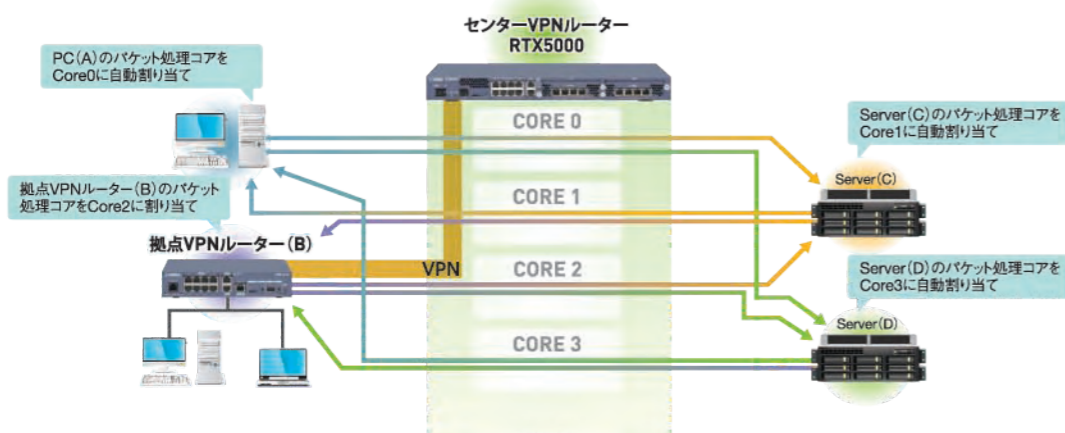 センターVPNルーター
RTX5000
PC(A)のパケット処理コアを
Core0に自動割り当て
CORE 0
Server(C)のパケット処理コアを
Core1に自動割り当て
Server(C)
拠点VPNルーター(B)のパケット
処理コアをCore2に割り当て
CORE 1
拠点VPNルーター(B)
VPN
CORE 2
Server(D)のパケット処理コアを
Core3に自動割り当て
Server(D)
CORE 3